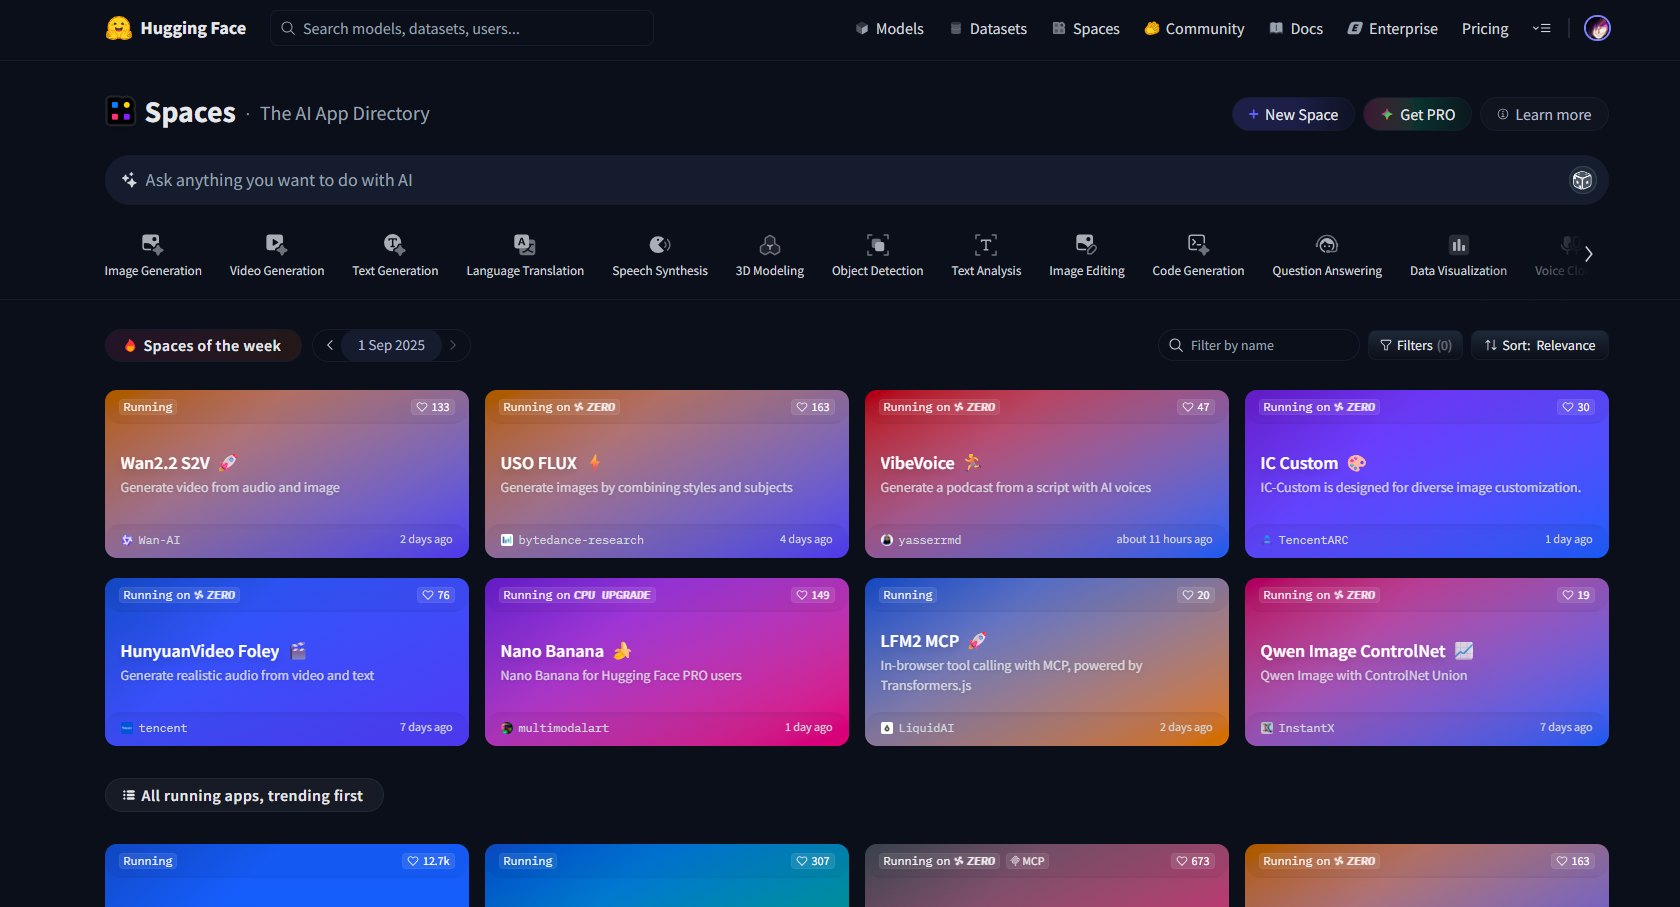 Hugging Face
Search models, datasets, users...
Models
Datasets
Spaces
Community
Docs
Enterprise
Pricing
Spaces · The AI App Directory
+ New Space
Get PRO
Learn more
Ask anything you want to do with AI
Image Generation
Video Generation
Text Generation
Language Translation
Speech Synthesis
3D Modeling
Object Detection
Text Analysis
Image Editing
Code Generation
Question Answering
Data Visualization
Voice
Spaces of the week
1 Sep 2025
Filter by name
Filters (0)
Sort: Relevance
Running
133
Wan2.2 S2V
Generate video from audio and image
Wan-AI
2 days ago
Running on ZERO
163
USO FLUX
Generate images by combining styles and subjects
bytedance-research
4 days ago
Running on ZERO
47
VibeVoice
Generate a podcast from a script with AI voices
yasserrmd
about 11 hours ago
Running on ZERO
30
IC Custom
IC-Custom is designed for diverse image customization.
TencentARC
1 day ago
Running on ZERO
76
HunyuanVideo Foley
Generate realistic audio from video and text
tencent
7 days ago
Running on CPU UPGRADE
149
Nano Banana
Nano Banana for Hugging Face PRO users
multimodalart
1 day ago
Running
20
LFM2 MCP
In-browser tool calling with MCP, powered by
Transformers.js
LiquidAI
2 days ago
Running on ZERO
19
Qwen Image ControlNet
Qwen Image with ControlNet Union
InstantX
7 days ago
All running apps, trending first
Running
12.7k
Running
307
Running on ZERO
MCP
673
Running on ZERO
163